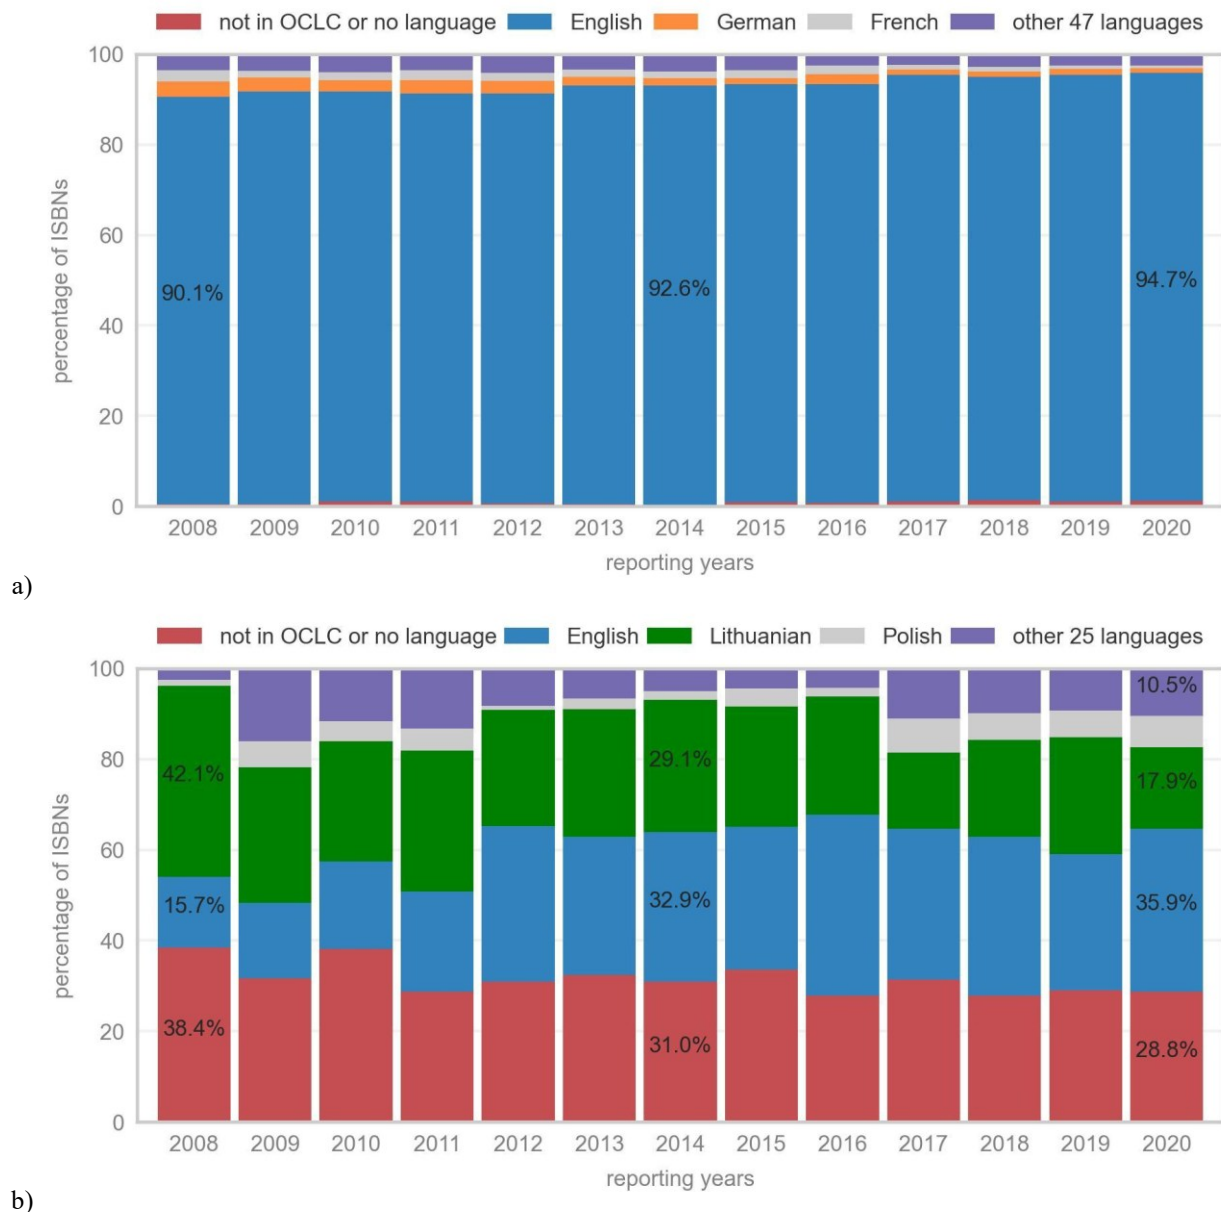 not in OCLC or no language English German French other 47 languages
100
80
60
40
20
0
percentage of ISBNs
90.1% 92.6% 94.7%
2008 2009 2010 2011 2012 2013 2014 2015 2016 2017 2018 2019 2020
reporting years
a)
not in OCLC or no language English Lithuanian Polish other 25 languages
100
80
60
40
20
0
percentage of ISBNs
10.5%
42.1% 29.1% 17.9%
15.7% 32.9% 35.9%
38.4% 31.0% 28.8%
2008 2009 2010 2011 2012 2013 2014 2015 2016 2017 2018 2019 2020
reporting years
b)